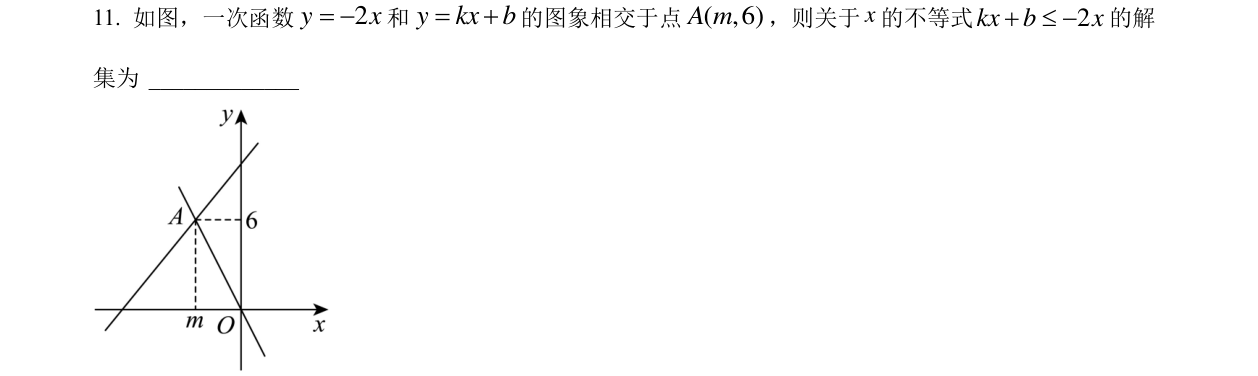 11. 如图，一次函数 y=-2x 和 y=kx+b 的图象相交于点 A(m,6)，则关于 x 的不等式 kx+b≤-2x 的解
集为 ____________
y
A
6
m
O
x